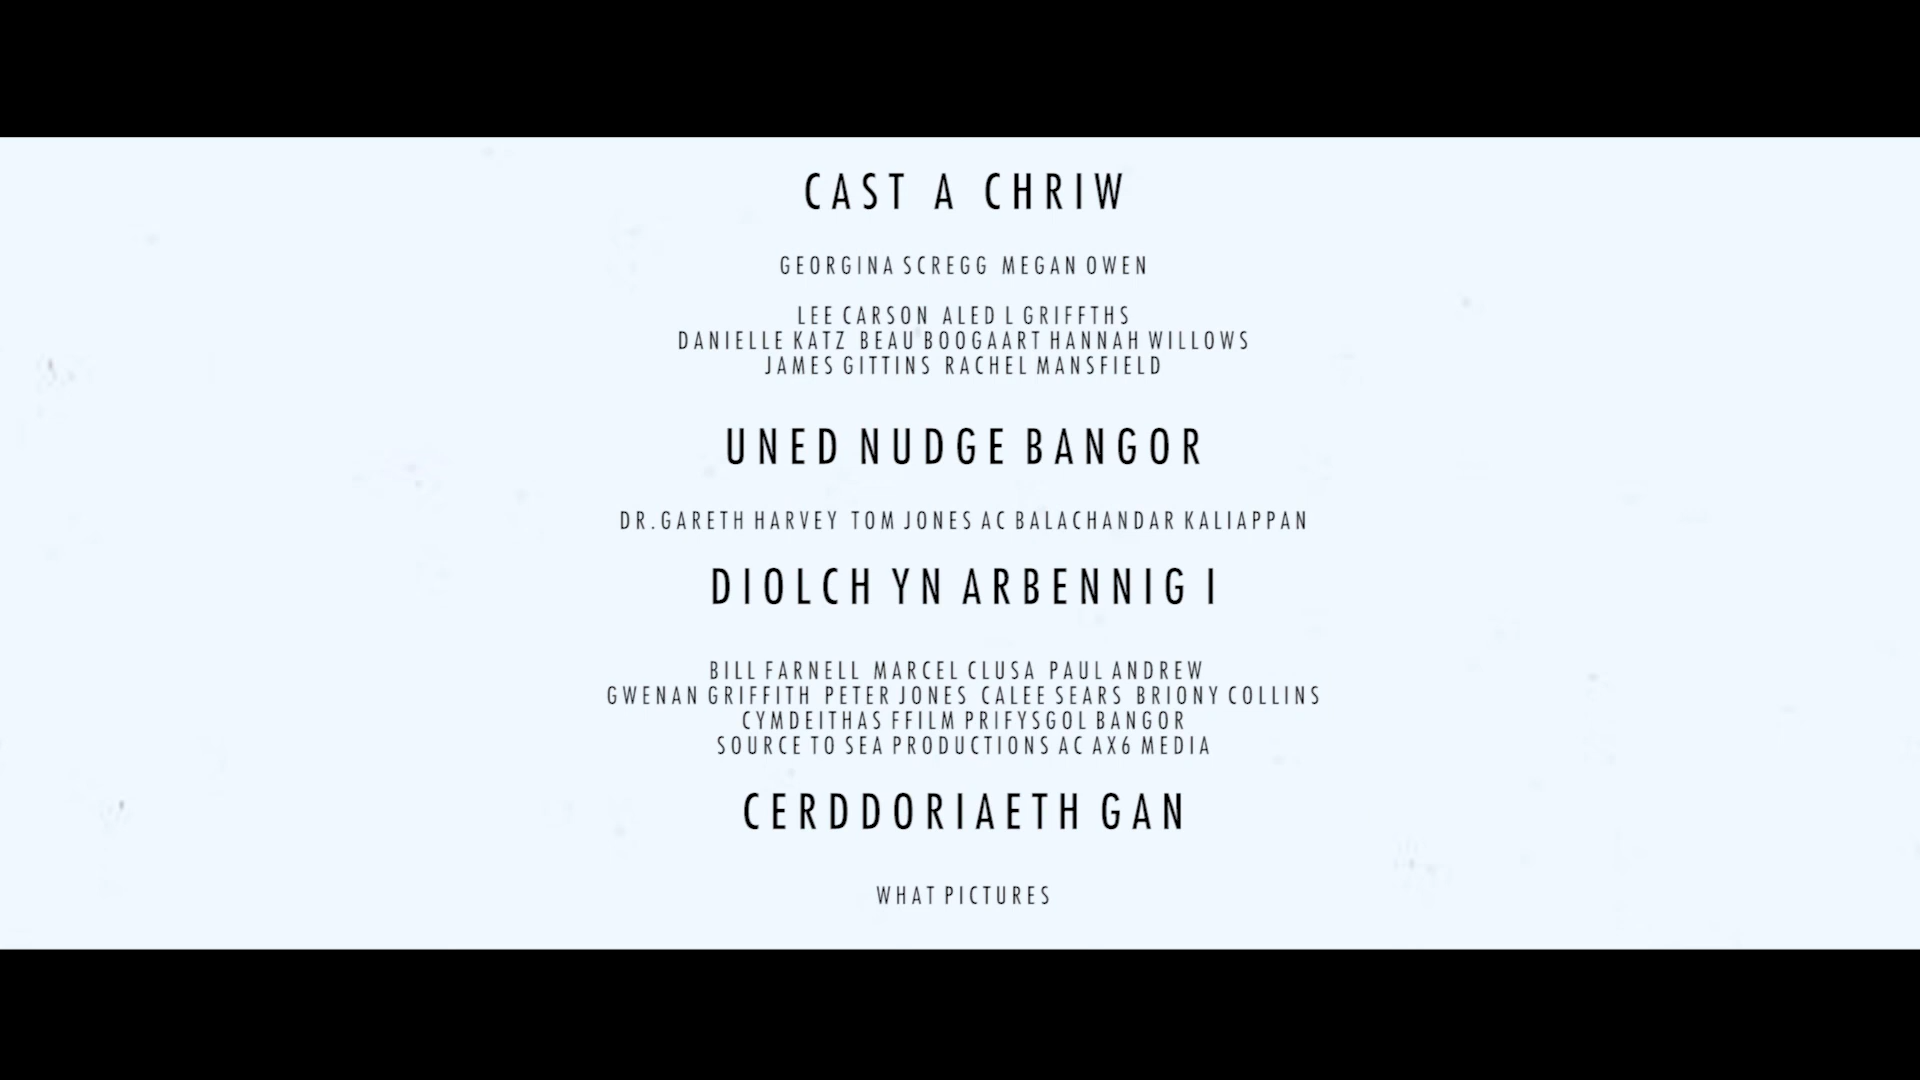 CAST A CHRIW
GEORGINA SCREGG MEGAN OWEN
LEE CARSON ALED L GRIFFTHS
DANIELLE KATZ BEAU BOOGAART HANNAH WILLOWS
JAMES GITTINS RACHEL MANSFIELD
UNED NUDGE BANGOR
DR.GARETH HARVEY TOM JONES AC BALACHANDAR KALIAPPAN
DIOLCH YN ARBENNIG I
BILL FARNELL MARCEL CLUSA PAUL ANDREW
GWENAN GRIFFITH PETER JONES CALEE SEARS BRIONY COLLINS
CYMDEITHAS FFILM PRIFYSGOL BANGOR
SOURCE TO SEA PRODUCTIONS AC AX6 MEDIA
CERDDORIAETH GAN
WHAT PICTURES